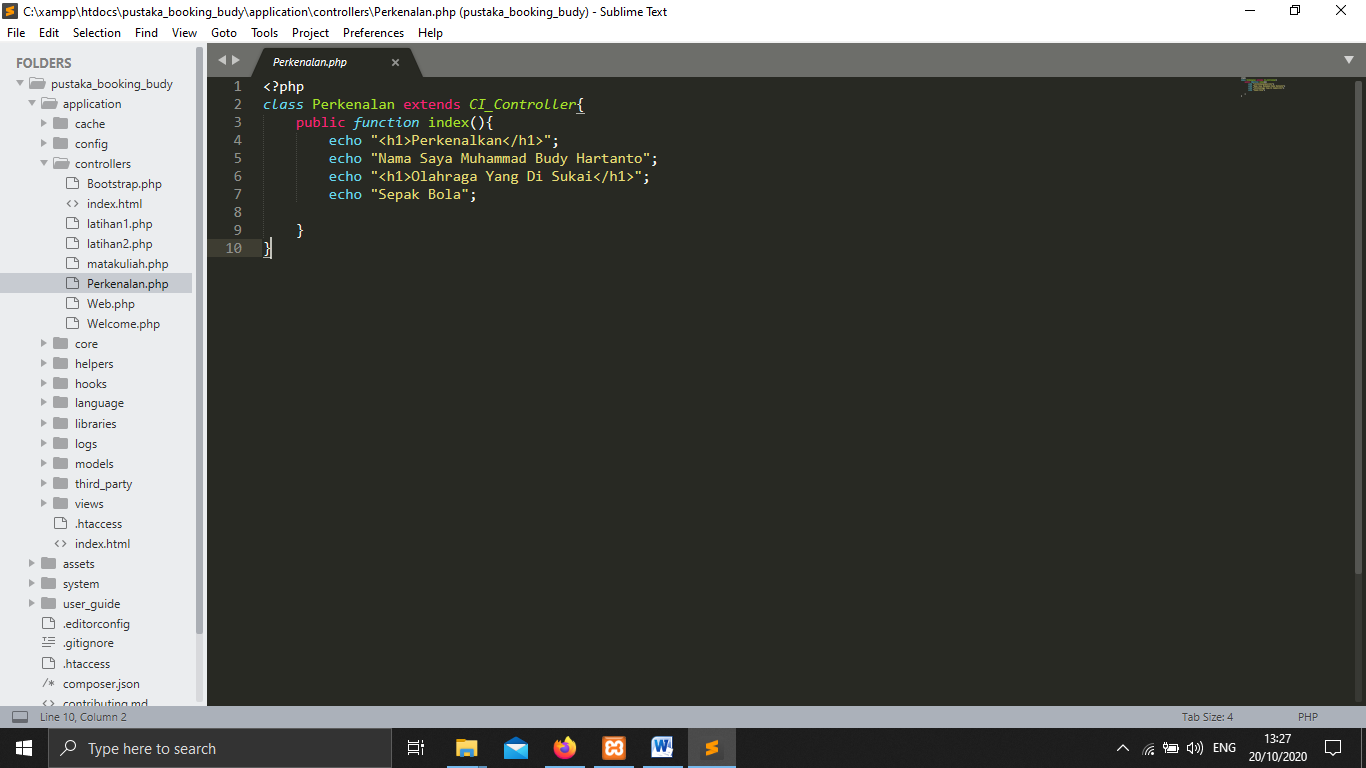 C:\xampp\htdocs\pustaka_booking_budy\application\controllers\Perkenalan.php (pustaka_booking_budy) - Sublime Text
File Edit Selection Find View Goto Tools Project Preferences Help
FOLDERS
pustaka_booking_budy
application
cache
config
controllers
Bootstrap.php
index.html
latihan1.php
latihan2.php
matakuliah.php
Perkenalan.php
Web.php
Welcome.php
core
helpers
hooks
language
libraries
logs
models
third_party
views
.htaccess
<> index.html
assets
system
user_guide
.editorconfig
.gitignore
.htaccess
/* composer.json
<> contributing.md
Perkenalan.php ×
1 <?php
2 class Perkenalan extends CI_Controller{
3     public function index(){
4         echo "<h1>Perkenalkan</h1>";
5         echo "Nama Saya Muhammad Budy Hartanto";
6         echo "<h1>Olahraga Yang Di Sukai</h1>";
7         echo "Sepak Bola";
8
9     }
10 }
Line 10, Column 2
Tab Size: 4
PHP
Type here to search
ENG
13:27
20/10/2020